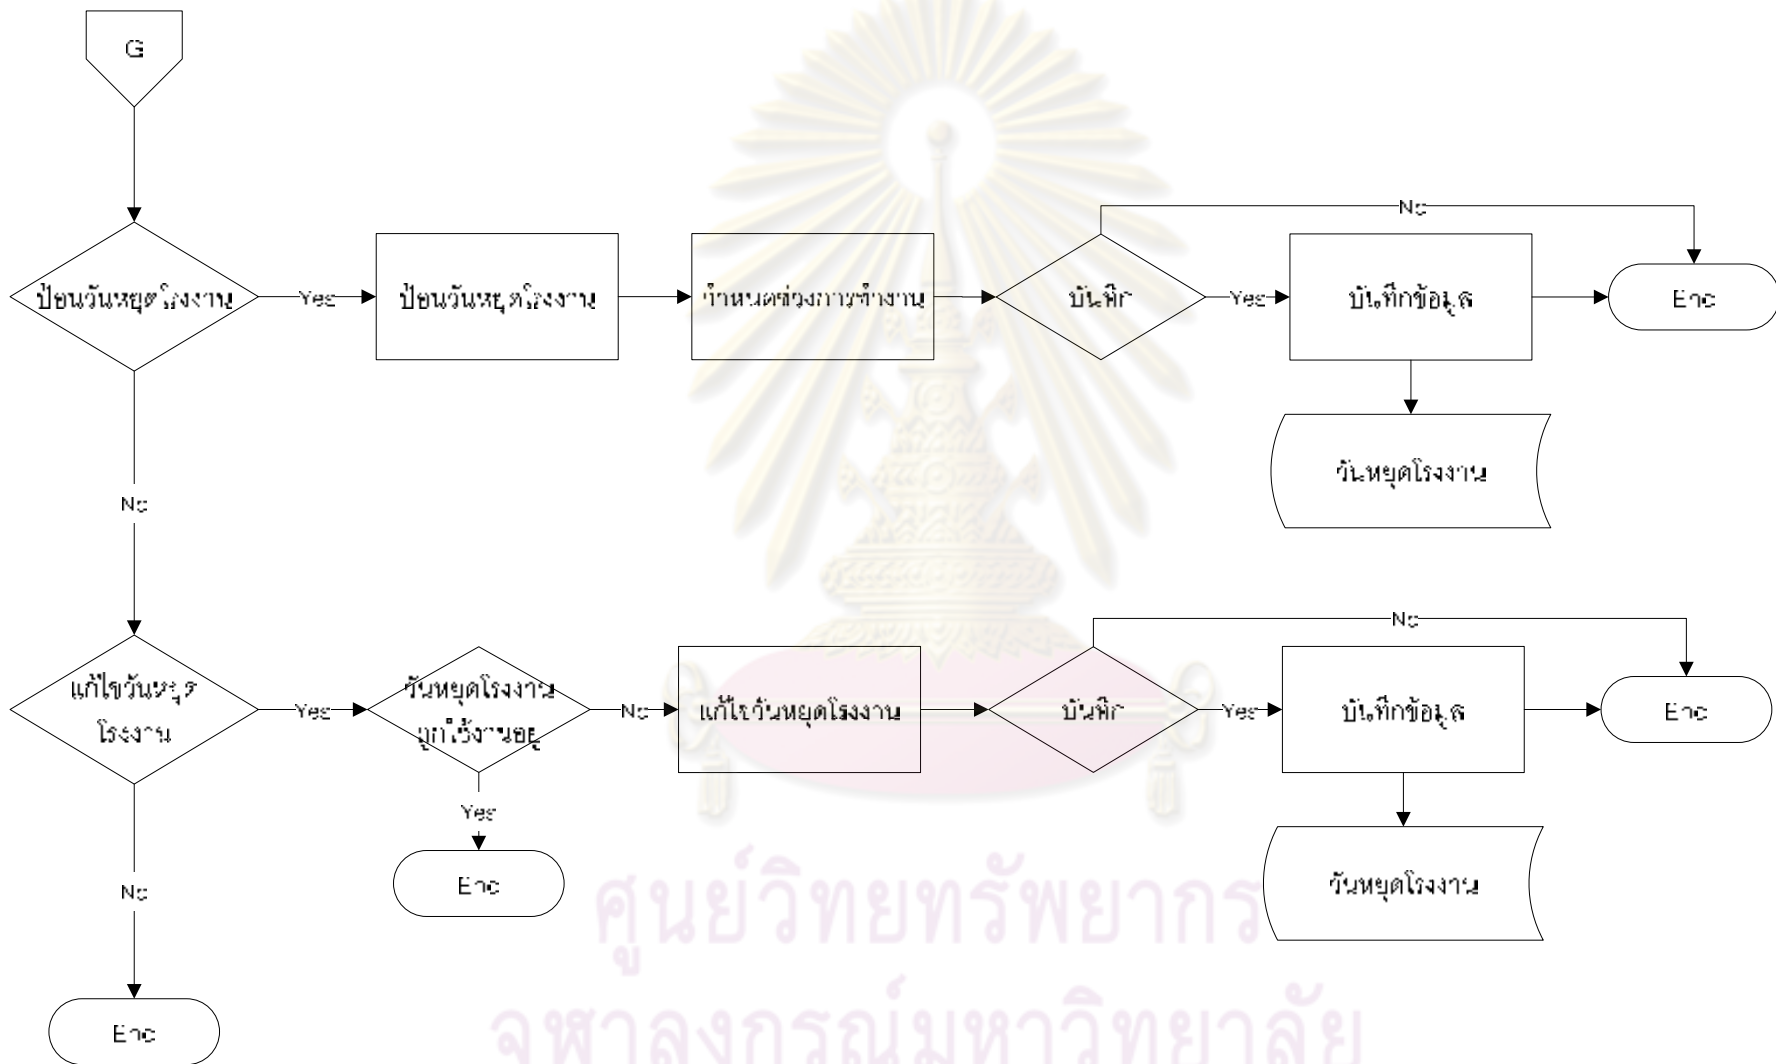 G
No
ป้อนวันหยุดโรงงาน
Yes
ป้อนวันหยุดโรงงาน
กำหนดช่วงการทำงาน
บันทึก
Yes
บันทึกข้อมูล
End
วันหยุดโรงงาน
No
No
แก้ไขวันหยุด
โรงงาน
Yes
วันหยุดโรงงาน
ถูกใช้งานอยู่
No
แก้ไขวันหยุดโรงงาน
บันทึก
Yes
บันทึกข้อมูล
End
Yes
No
End
วันหยุดโรงงาน
End
ศูนย์วิทยทรัพยากร
จุฬาลงกรณ์มหาวิทยาลัย